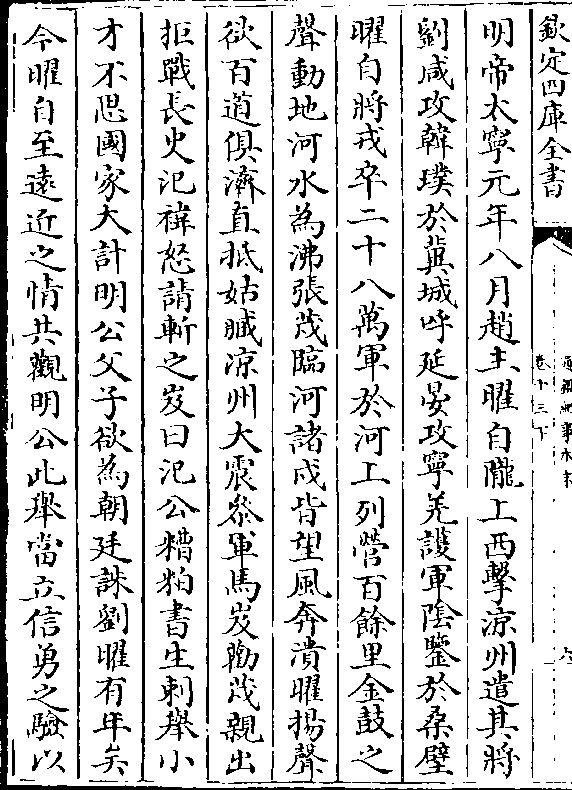 欽定四庫全書
卷十三下
明帝太寧元年八月趙主曜自隴上西擊涼州遣其將
劉咸攻韓璞於冀城呼延晏攻寧羌護軍陰鑒於桑壁
曜自將戎卒二十八萬軍於河上列營百餘里金鼓之
聲動地河水為沸張茂臨河諸戍皆望風奔潰曜揚聲
欲百道俱濟直抵姑臧凉州大震叅軍馬岌勸茂親出
拒戰長史氾禕怒請斬之岌曰氾公糟粕書生刺舉小
才不思國家大計明公父子欲為朝廷誅劉曜有年矣
今曜自至遠近之情共觀明公此舉當立信勇之驗以